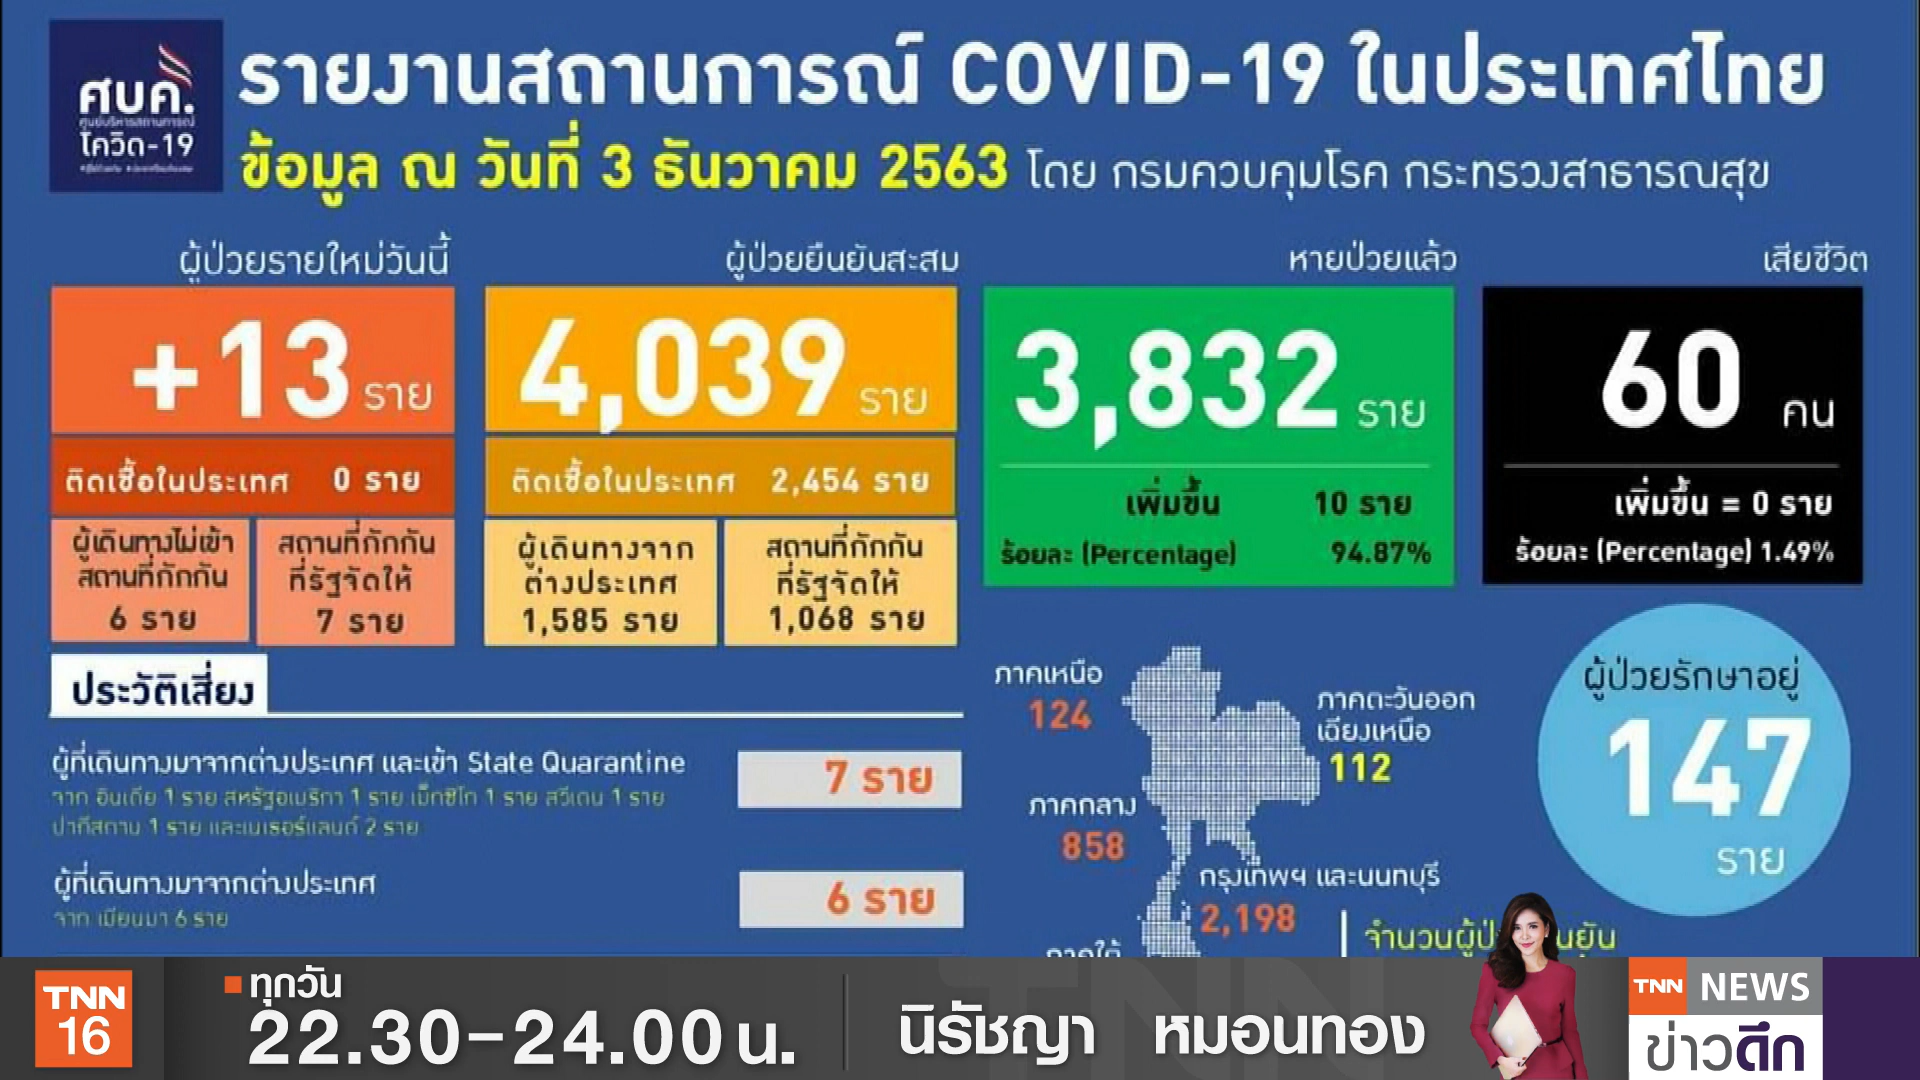 ศบค.
ศูนย์บริหารสถานการณ์
โควิด-19
รายงานสถานการณ์ COVID-19 ในประเทศไทย
ข้อมูล ณ วันที่ 3 ธันวาคม 2563 โดย กรมควบคุมโรค กระทรวงสาธารณสุข
ผู้ป่วยรายใหม่วันนี้
+13 ราย
ติดเชื้อในประเทศ 0 ราย
ผู้เดินทางไม่เข้า
สถานที่กักกัน
6 ราย
สถานที่กักกัน
ที่รัฐจัดให้
7 ราย
ผู้ป่วยยืนยันสะสม
4,039 ราย
ติดเชื้อในประเทศ 2,454 ราย
ผู้เดินทางจาก
ต่างประเทศ
1,585 ราย
สถานที่กักกัน
ที่รัฐจัดให้
1,068 ราย
หายป่วยแล้ว
3,832 ราย
เพิ่มขึ้น 10 ราย
ร้อยละ (Percentage) 94.87%
เสียชีวิต
60 คน
เพิ่มขึ้น = 0 ราย
ร้อยละ (Percentage) 1.49%
ประวัติเสี่ยง
ผู้ที่เดินทางมาจากต่างประเทศ และเข้า State Quarantine
จาก อินเดีย 1 ราย สหรัฐอเมริกา 1 ราย เม็กซิโก 1 ราย สวีเดน 1 ราย
ปากีสถาน 1 ราย และเนเธอร์แลนด์ 2 ราย
7 ราย
ผู้ที่เดินทางมาจากต่างประเทศ
จาก เมียนมา 6 ราย
6 ราย
ภาคเหนือ
124
ภาคตะวันออก
เฉียงเหนือ
112
ภาคกลาง
858
กรุงเทพฯ และนนทบุรี
2,198
ภาคใต้
ผู้ป่วยรักษาอยู่
147
ราย
TNN
16
ทุกวัน
22.30-24.00 น.
นิรัชญา หมอนทอง
TNN NEWS
ข่าวดึก